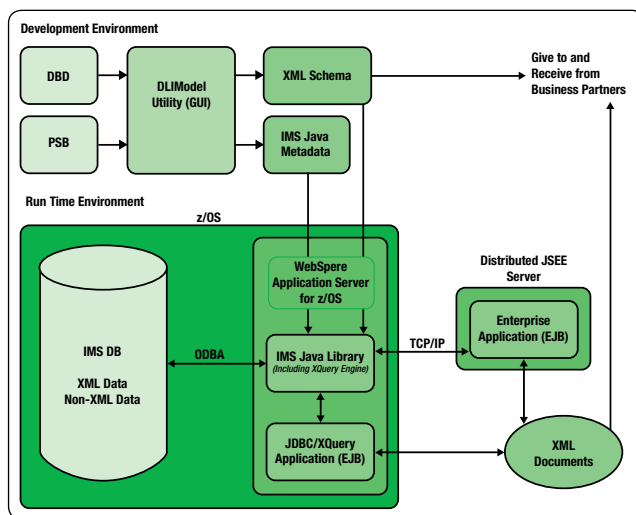 Development Environment
DBD
DLIModel
Utility (GUI)
XML Schema
Give to and
Receive from
Business Partners
PSB
IMS Java
Metadata
Run Time Environment
z/OS
WebSpere
Application Server
for z/OS
Distributed JSEE
Server
Enterprise
Application (EJB)
TCP/IP
IMS DB
XML Data
Non-XML Data
ODBA
IMS Java Library
(Including XQuery Engine)
JDBC/XQuery
Application (EJB)
XML
Documents